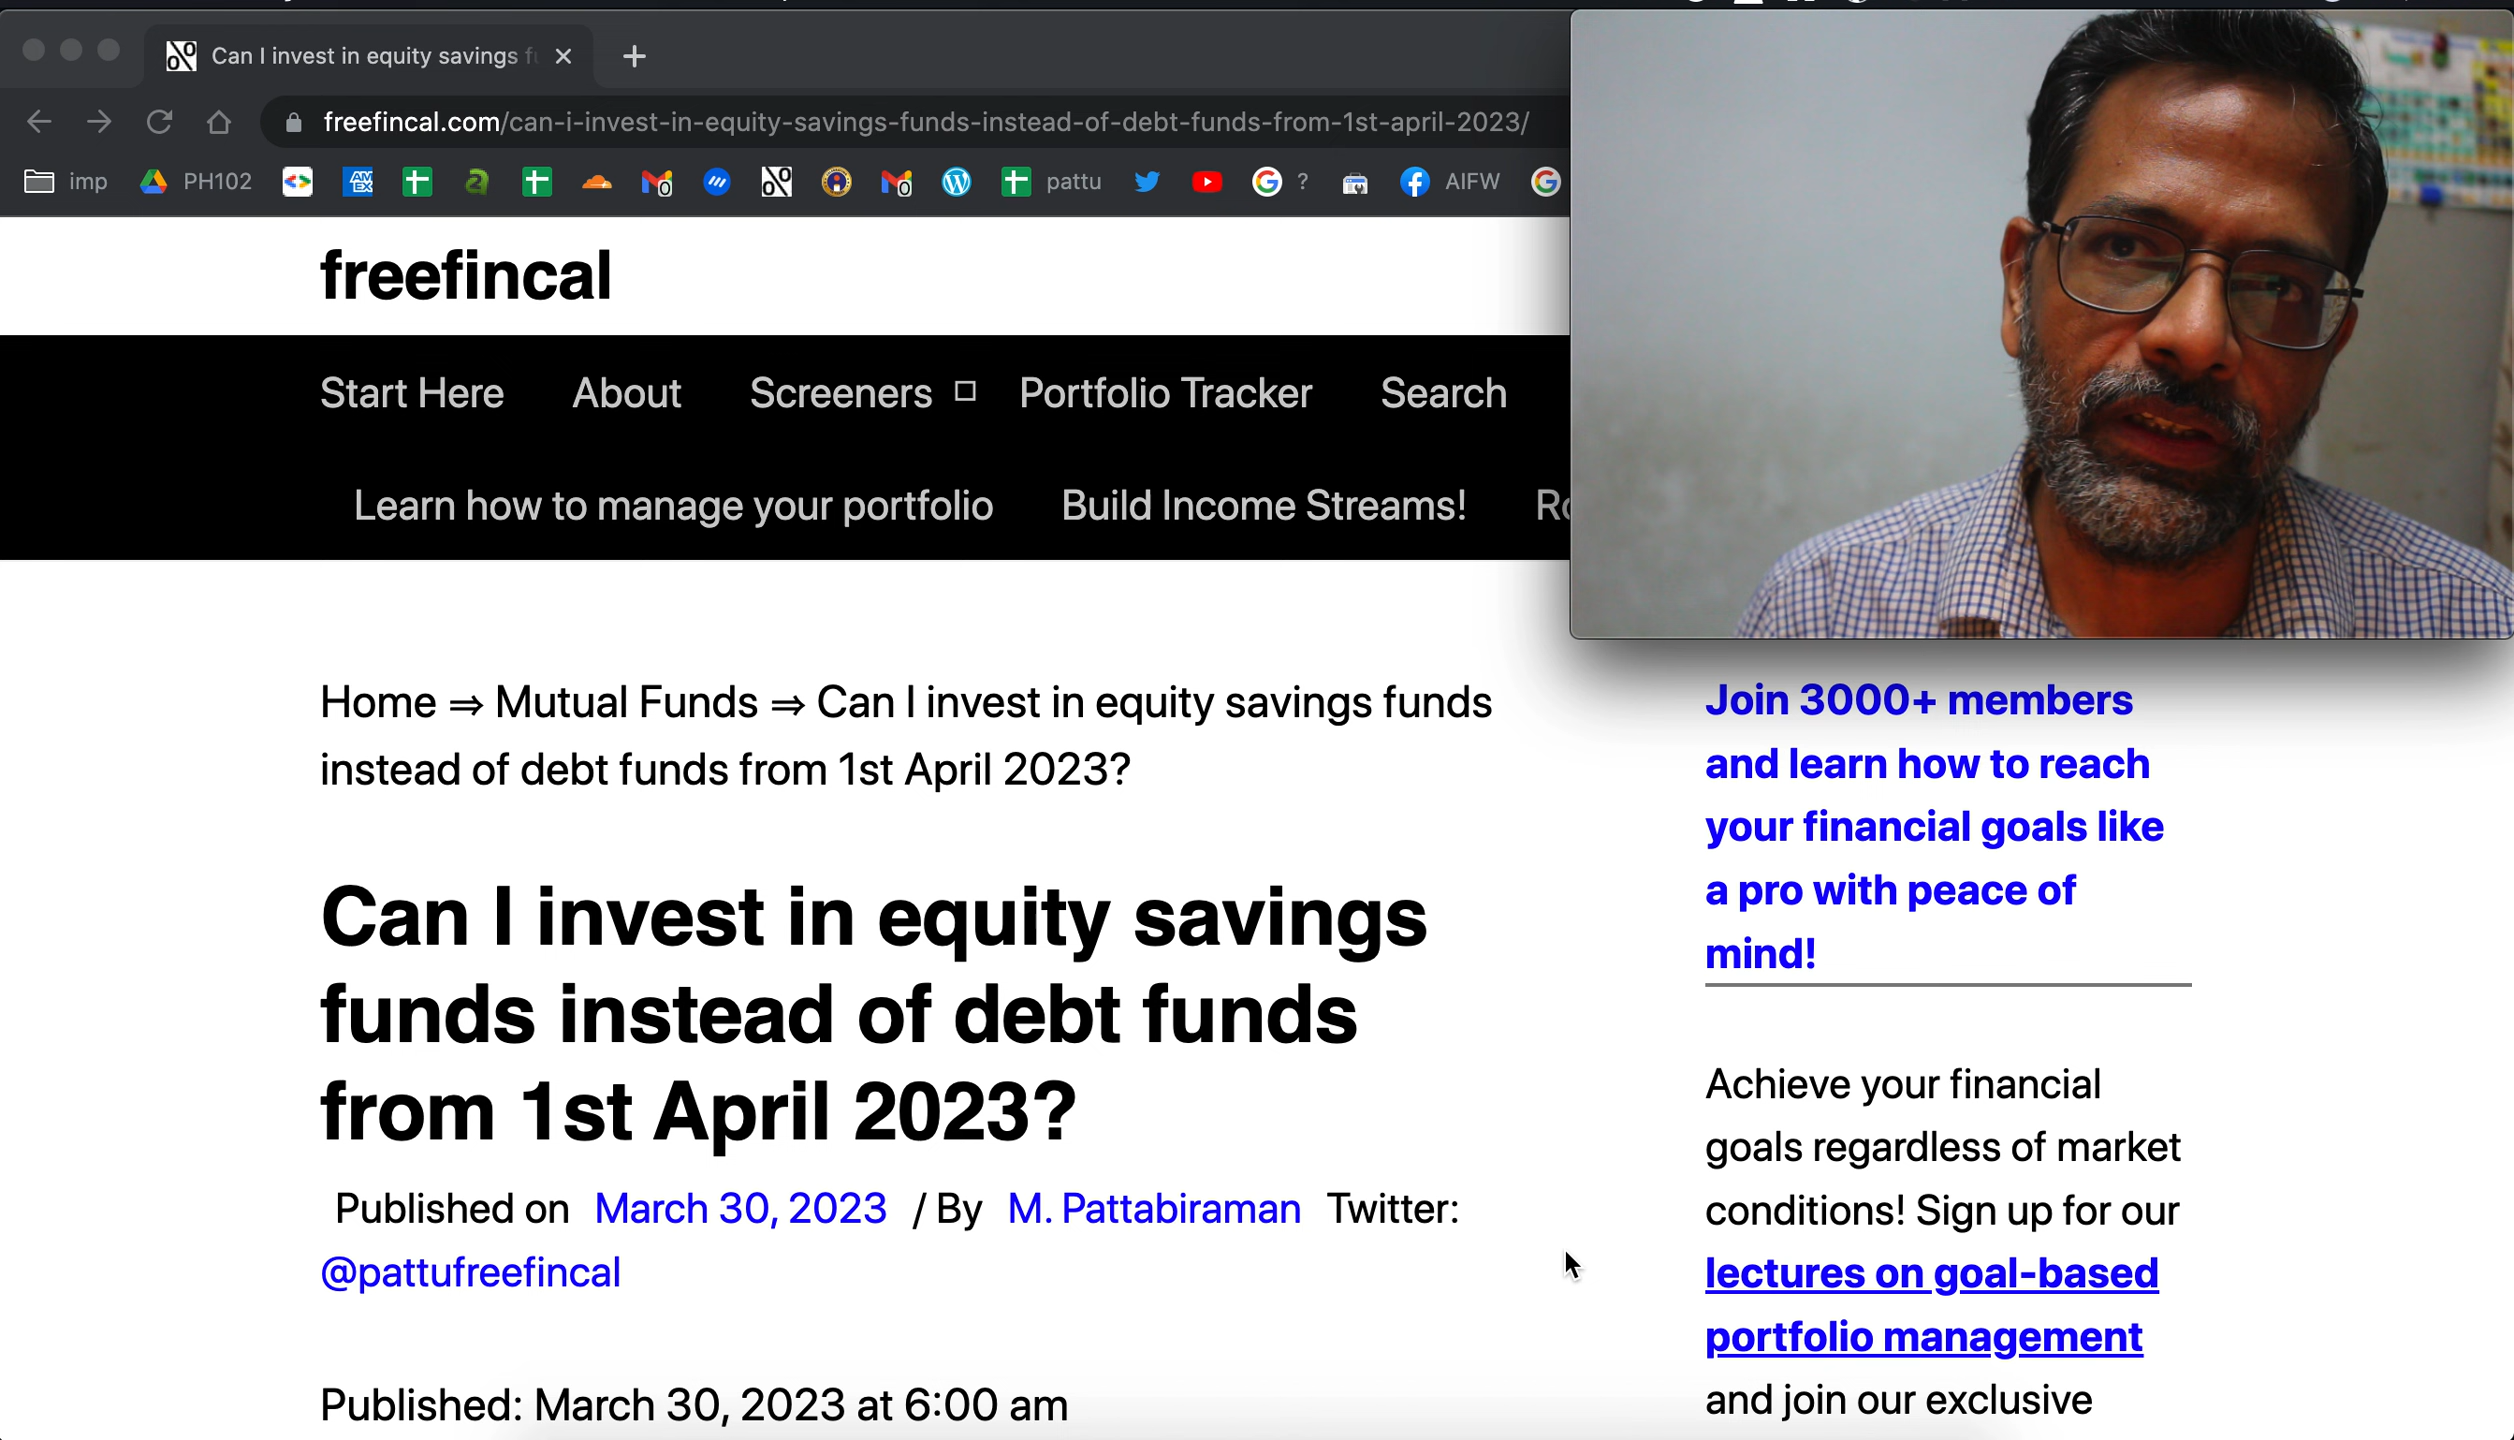 Can I invest in equity savings fu
freefincal.com/can-i-invest-in-equity-savings-funds-instead-of-debt-funds-from-1st-april-2023/
imp PH102 pattu ? AIFW
freefincal
Start Here About Screeners Portfolio Tracker Search
Learn how to manage your portfolio Build Income Streams! Ro
Home ⇒ Mutual Funds ⇒ Can I invest in equity savings funds
instead of debt funds from 1st April 2023?
Can I invest in equity savings
funds instead of debt funds
from 1st April 2023?
Published on March 30, 2023 / By M. Pattabiraman Twitter:
@pattufreefincal
Published: March 30, 2023 at 6:00 am
Join 3000+ members
and learn how to reach
your financial goals like
a pro with peace of
mind!
Achieve your financial
goals regardless of market
conditions! Sign up for our
lectures on goal-based
portfolio management
and join our exclusive